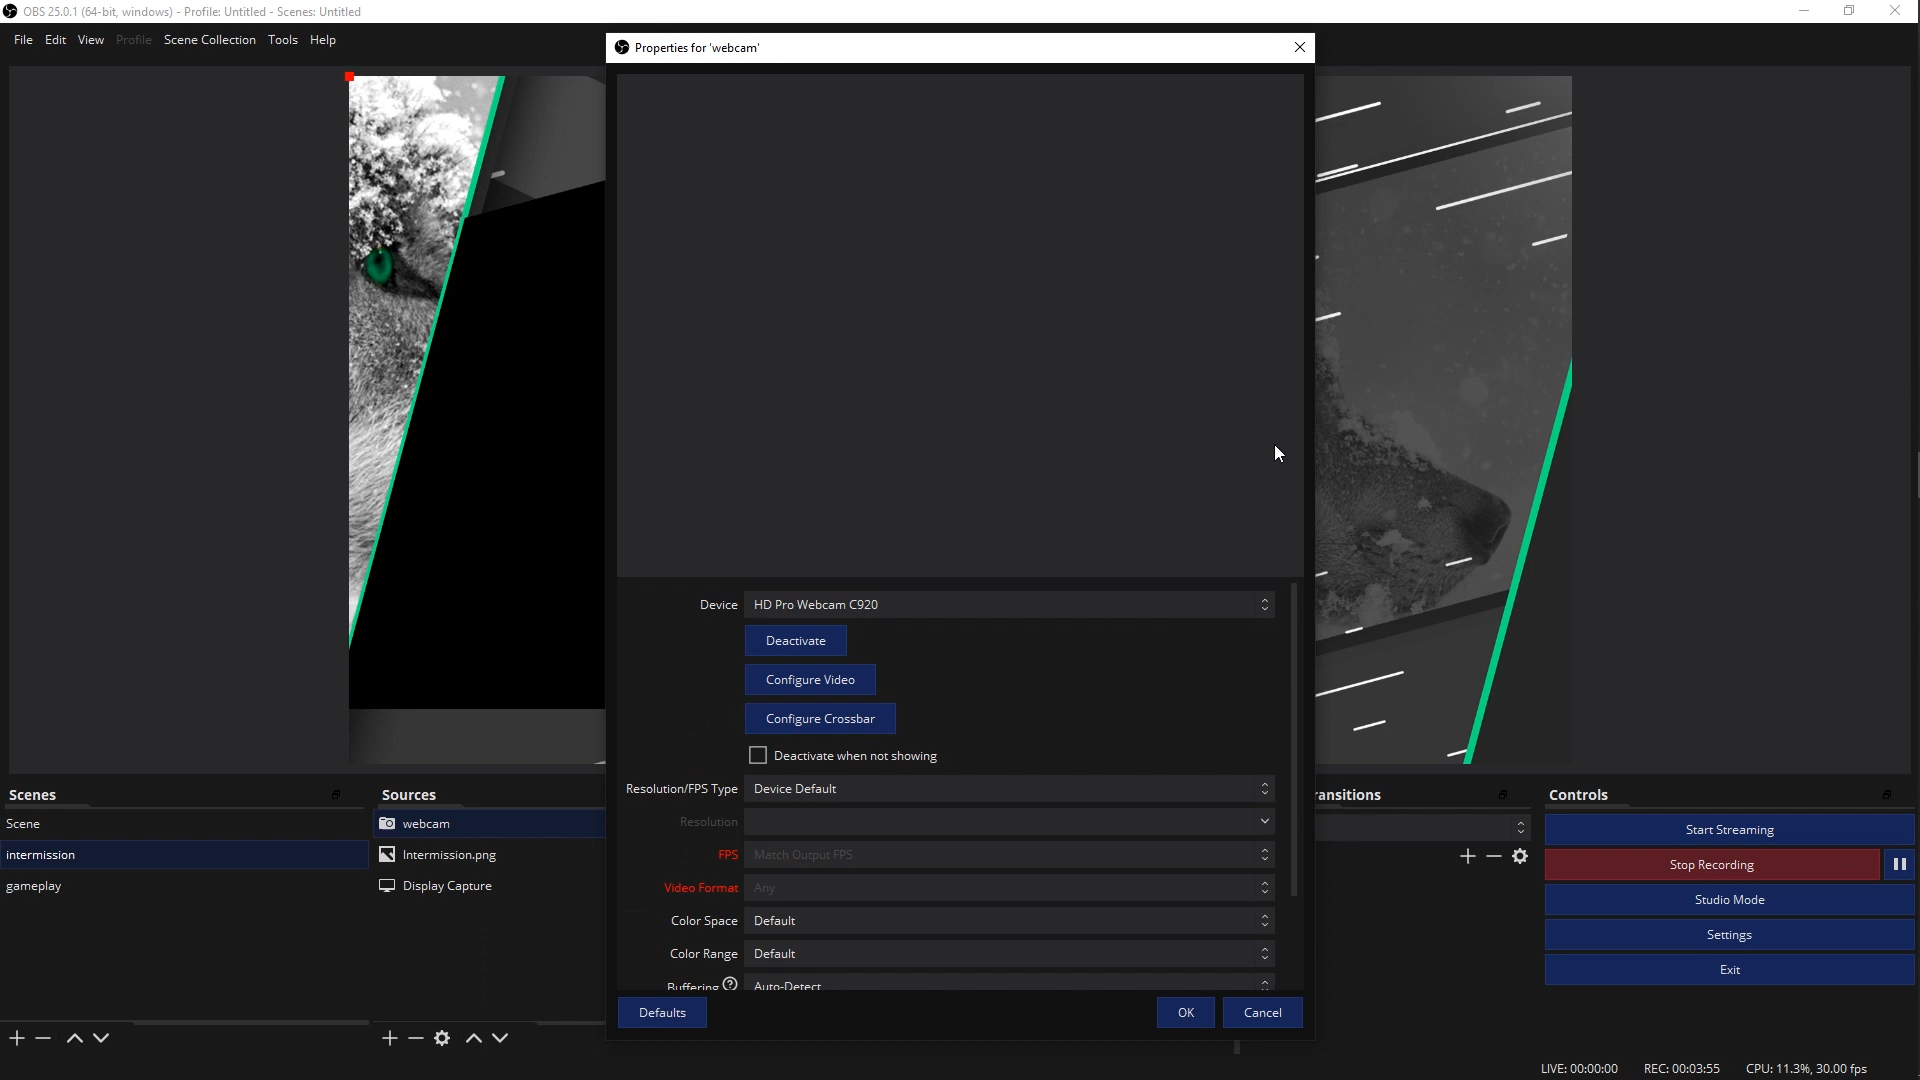 OBS 25.0.1 (64-bit, windows) - Profile: Untitled - Scenes: Untitled
File Edit View Profile Scene Collection Tools Help
Properties for 'webcam'
Device HD Pro Webcam C920
Deactivate
Configure Video
Configure Crossbar
Deactivate when not showing
Resolution/FPS Type Device Default
Resolution
FPS Match Output FPS
Video Format Any
Color Space Default
Color Range Default
Buffering Auto-Detect
Defaults OK Cancel
Scenes
Scene
intermission
gameplay
Sources
webcam
Intermission.png
Display Capture
ansitions
Controls
Start Streaming
Stop Recording
Studio Mode
Settings
Exit
LIVE: 00:00:00 REC: 00:03:55 CPU: 11.3%, 30.00 fps